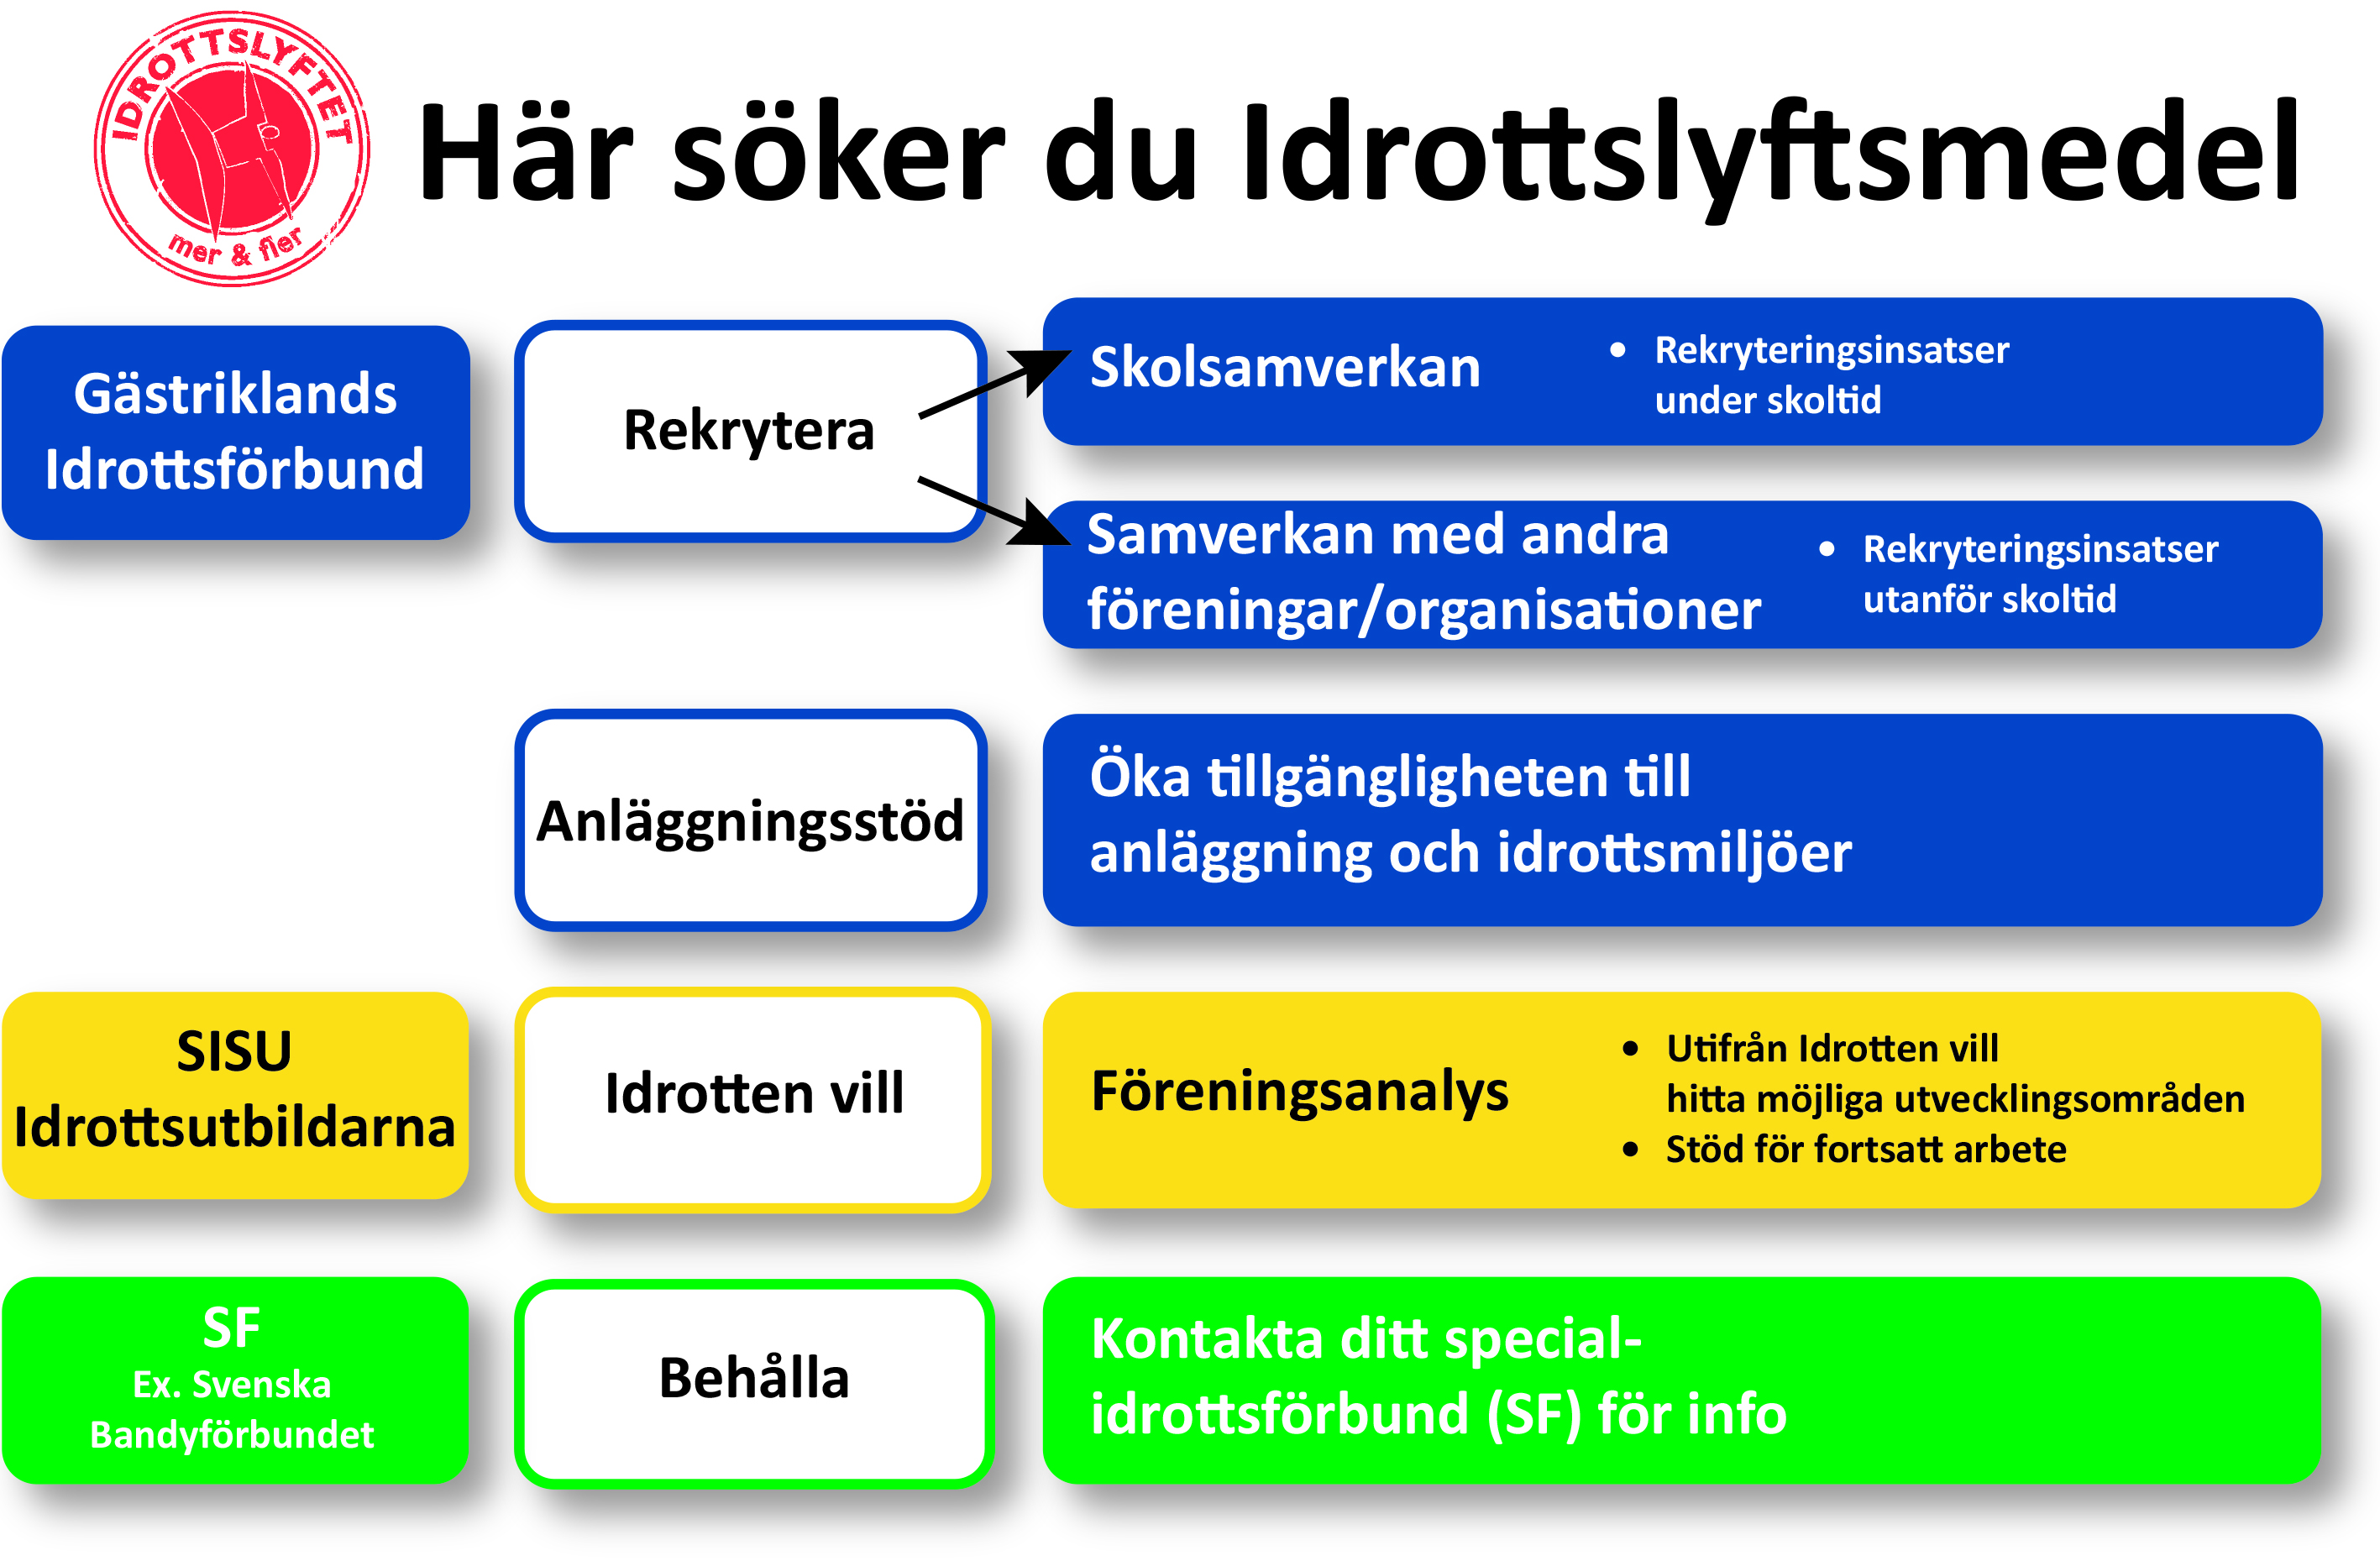 IDROTTSLYFTET
mer & fler
Här söker du Idrottslyftsmedel
Gästriklands
Idrottsförbund
Rekrytera
Skolsamverkan
• Rekryteringsinsatser
under skoltid
Samverkan med andra
föreningar/organisationer
• Rekryteringsinsatser
utanför skoltid
Anläggningsstöd
Öka tillgängligheten till
anläggning och idrottsmiljöer
SISU
Idrottsutbildarna
Idrotten vill
Föreningsanalys
• Utifrån Idrotten vill
hitta möjliga utvecklingsområden
• Stöd för fortsatt arbete
SF
Ex. Svenska
Bandyförbundet
Behålla
Kontakta ditt special-
idrottsförbund (SF) för info